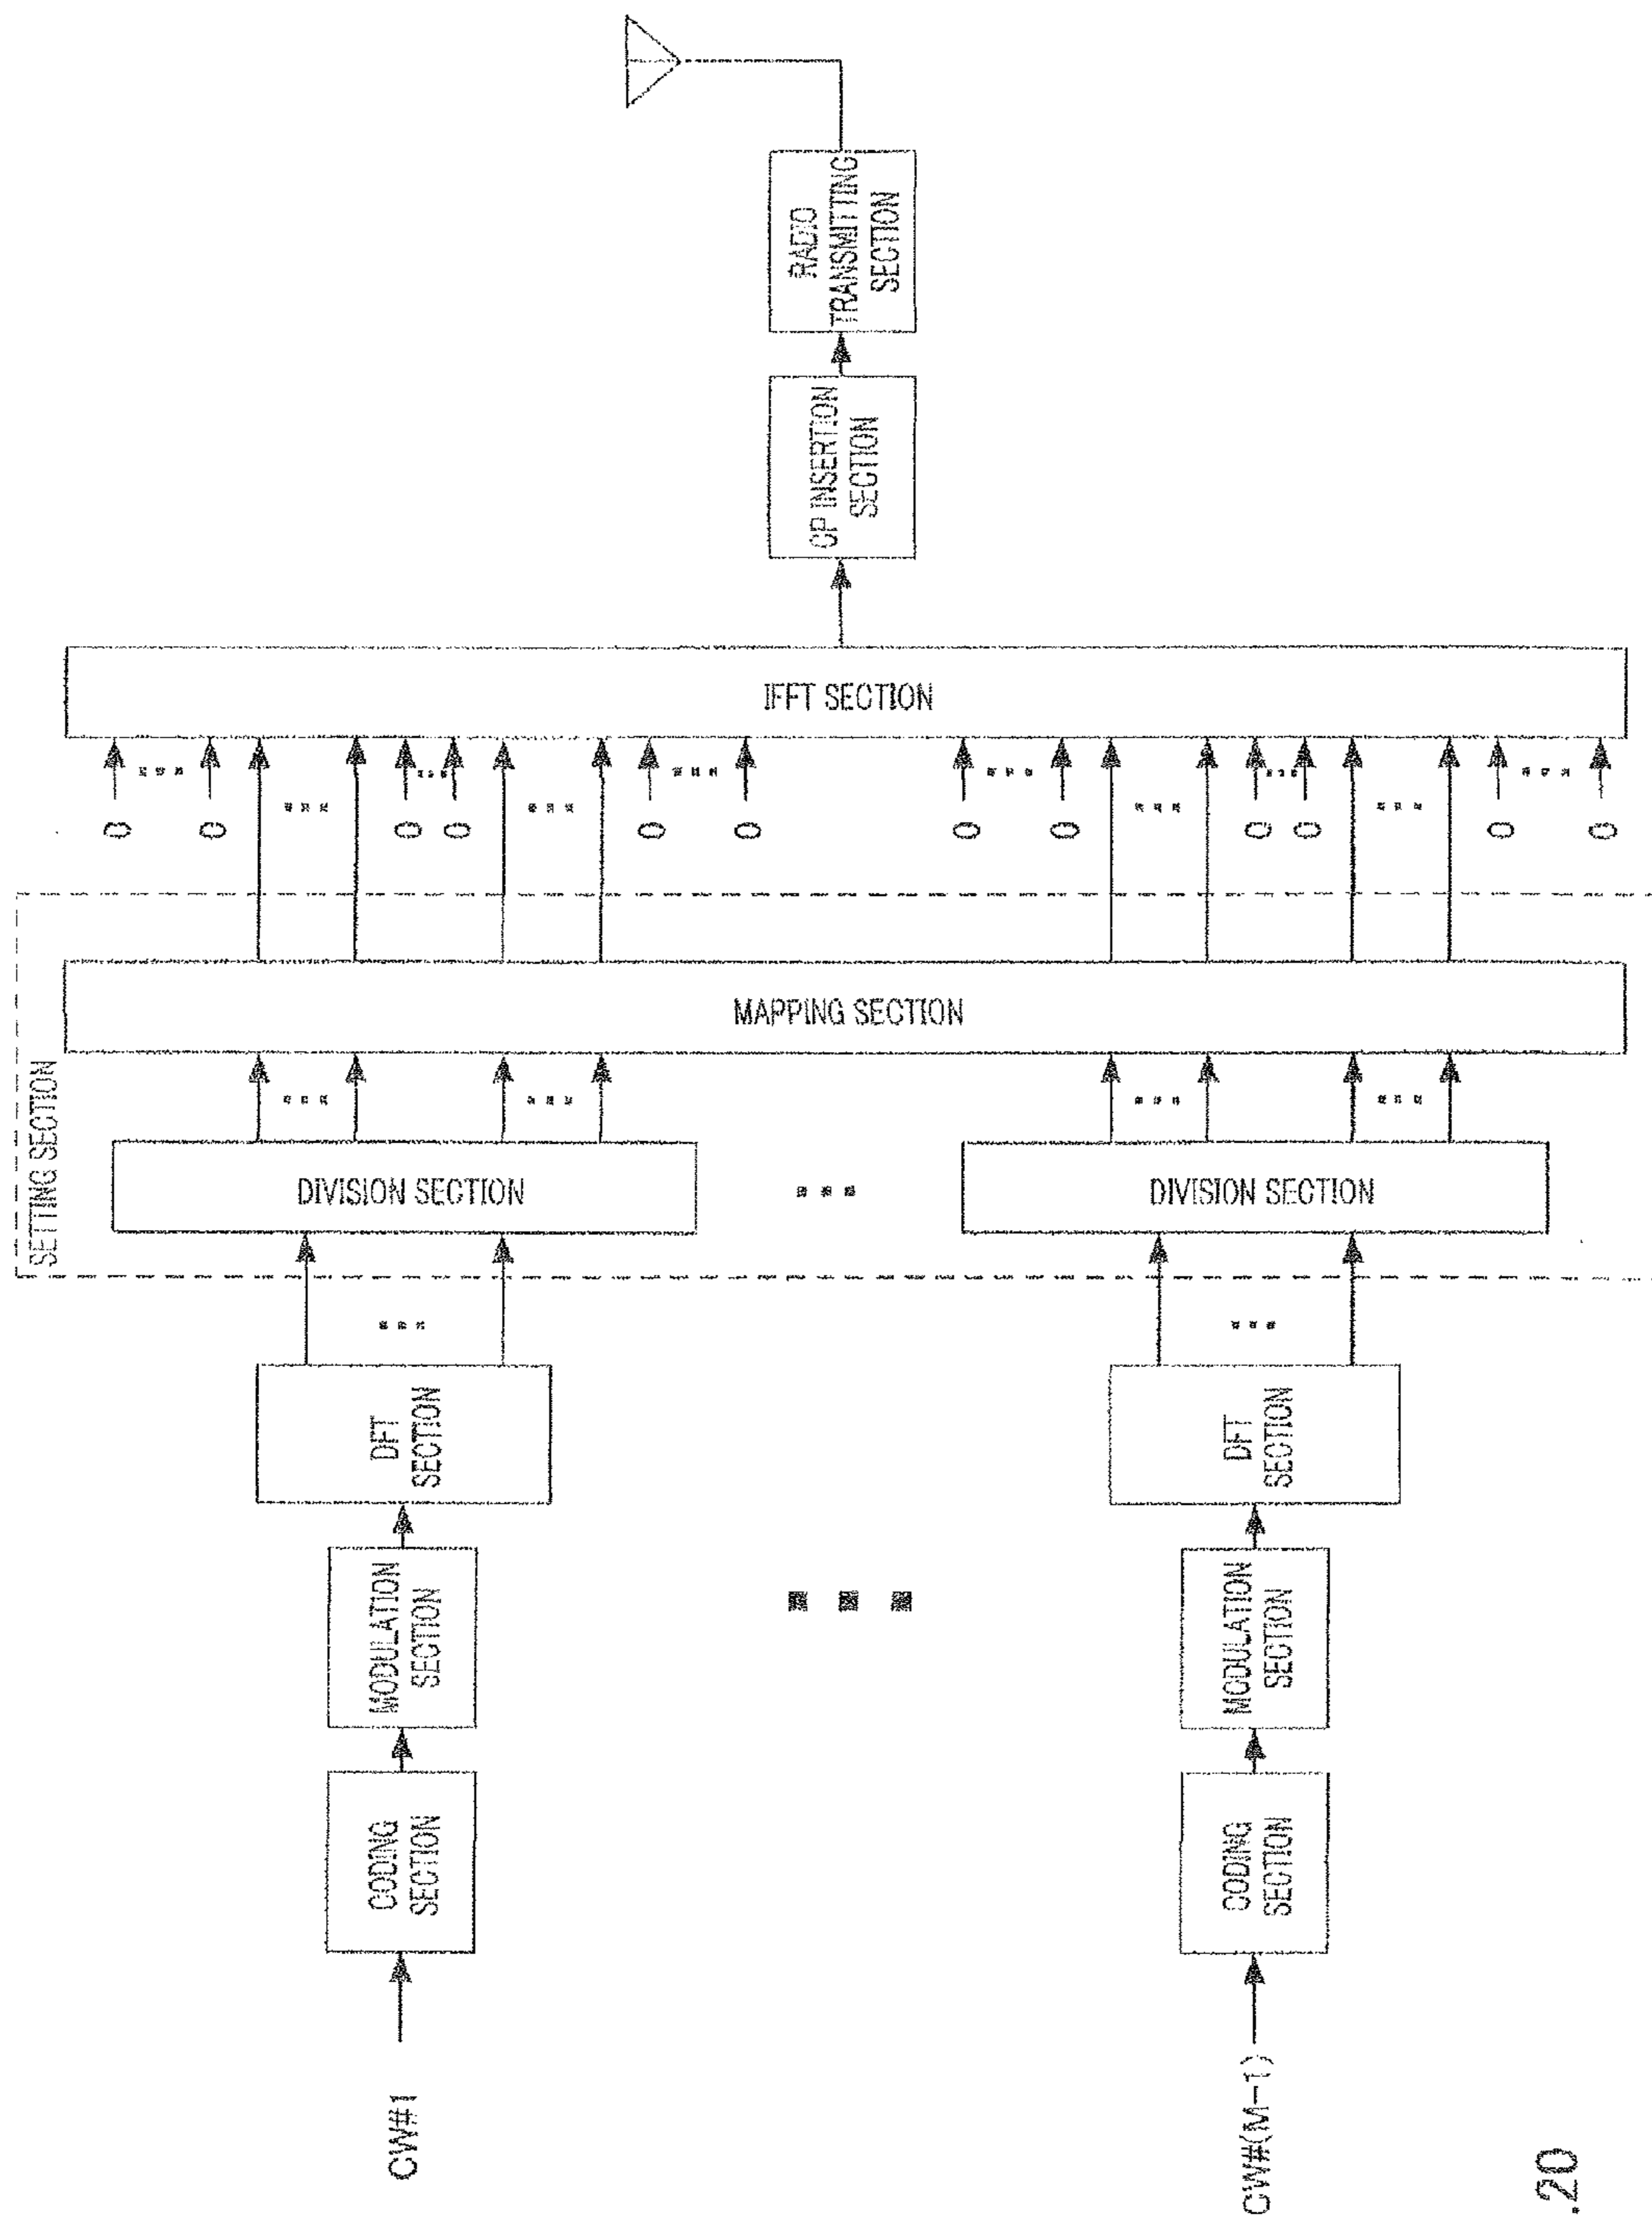 SETTING SECTION
CW#1
CODING
SECTION
MODULATION
SECTION
DFT
SECTION
DIVISION SECTION
CW#(M-1)
CODING
SECTION
MODULATION
SECTION
DFT
SECTION
DIVISION SECTION
MAPPING SECTION
0
0
0
0
0
0
0
0
0
0
0
0
IFFT SECTION
CP INSERTION
SECTION
RADIO
TRANSMITTING
SECTION
.20